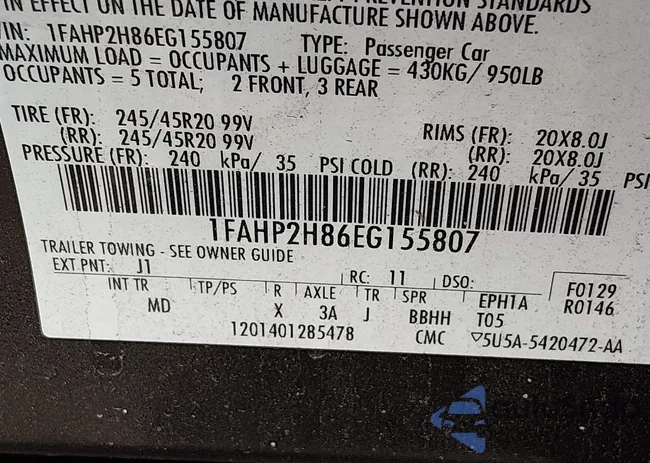 IN EFFECT ON THE DATE OF MANUFACTURE SHOWN ABOVE.
VIN: 1FAHP2H86EG155807 TYPE: Passenger Car
MAXIMUM LOAD = OCCUPANTS + LUGGAGE = 430KG/ 950LB
OCCUPANTS = 5 TOTAL; 2 FRONT, 3 REAR
TIRE (FR): 245/45R20 99V RIMS (FR): 20X8.0J
(RR): 245/45R20 99V (RR): 20X8.0J
PRESSURE (FR): 240 kPa/ 35 PSI COLD (RR): 240 kPa/ 35 PSI
1FAHP2H86EG155807
TRAILER TOWING - SEE OWNER GUIDE
EXT PNT: J1 RC: 11 DSO: F0129
INT TR TP/PS R AXLE TR SPR EPH1A R0146
MD X 3A J BBHH T05
1201401285478 CMC ▽5U5A-5420472-AA